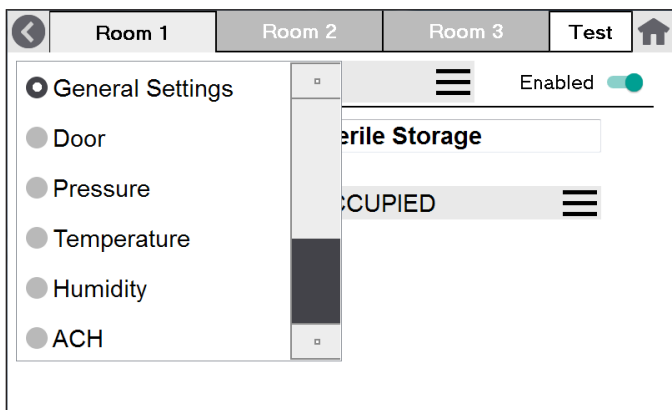 Room 1 Room 2 Room 3 Test
General Settings Enabled
Door erile Storage
Pressure
CCUPIED
Temperature
Humidity
ACH